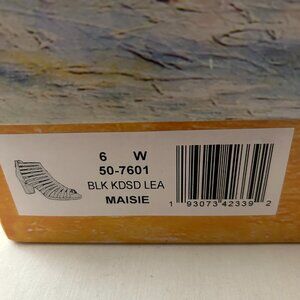 6 W
50-7601
BLK KDSD LEA
MAISIE
1 93073 42339 2